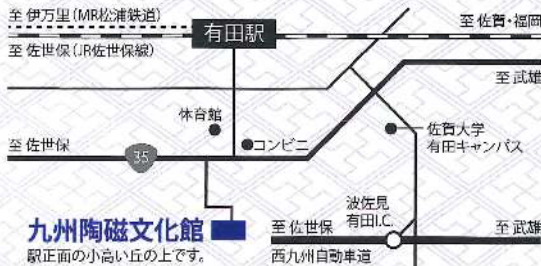 至 伊万里(MR松浦鉄道)
有田駅
至 佐賀・福岡
至 佐世保(JR佐世保線)
至 武雄
体育館
コンビニ
佐賀大学
有田キャンパス
至 佐世保
35
九州陶磁文化館
駅正面の小高い丘の上です。
波佐見
有田I.C.
至 佐世保
至 武雄
西九州自動車道